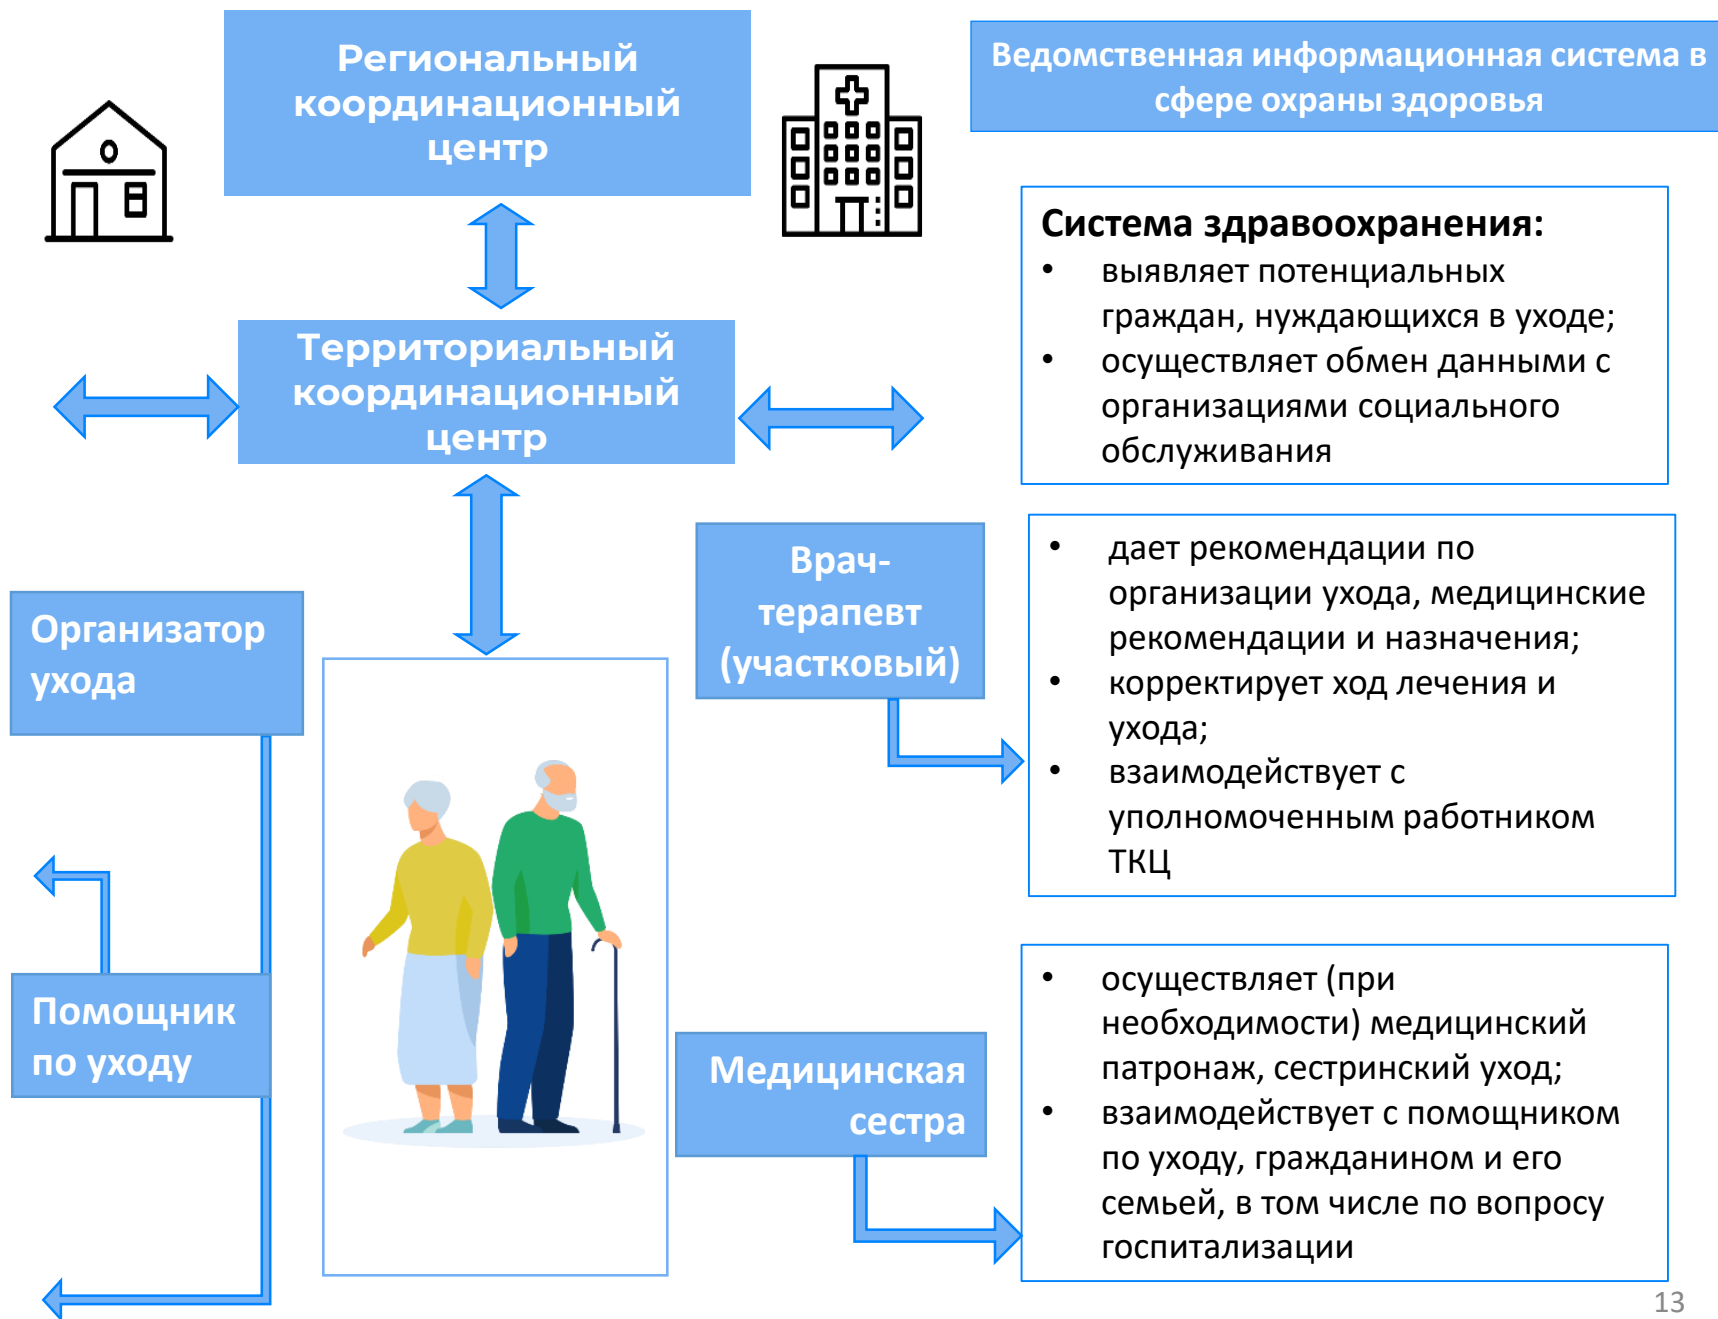 Региональный
координационный
центр
Ведомственная информационная система в
сфере охраны здоровья
Система здравоохранения:
• выявляет потенциальных
граждан, нуждающихся в уходе;
• осуществляет обмен данными с
организациями социального
обслуживания
Территориальный
координационный
центр
Организатор
ухода
Врач-
терапевт
(участковый)
• дает рекомендации по
организации ухода, медицинские
рекомендации и назначения;
• корректирует ход лечения и
ухода;
• взаимодействует с
уполномоченным работником
ТКЦ
Помощник
по уходу
Медицинская
сестра
• осуществляет (при
необходимости) медицинский
патронаж, сестринский уход;
• взаимодействует с помощником
по уходу, гражданином и его
семьей, в том числе по вопросу
госпитализации
13